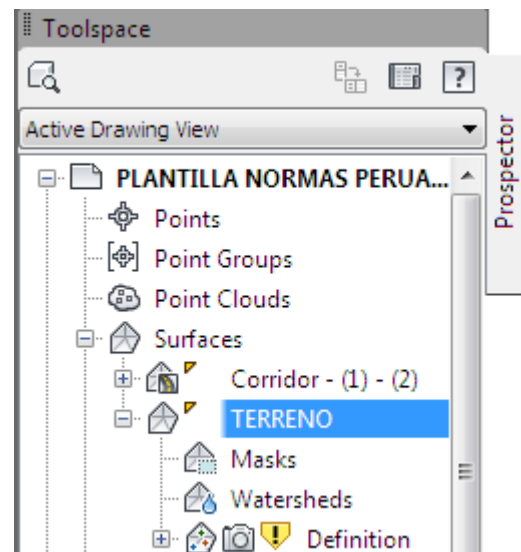 Toolspace
?
Active Drawing View
PLANTILLA NORMAS PERUA...
Points
Point Groups
Point Clouds
Surfaces
Corridor - (1) - (2)
TERRENO
Masks
Watersheds
Definition
Prospector